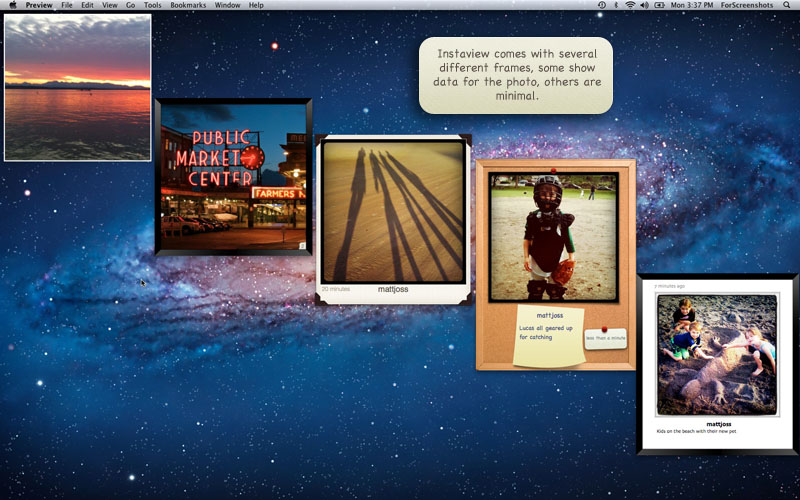 Preview File Edit View Go Tools Bookmarks Window Help Mon 3:37 PM ForScreenshots
Instaview comes with several
different frames, some show
data for the photo, others are
minimal.
PUBLIC
MARKET
CENTER
FARMERS
20 minutes mattjoss
mattjoss
Lucas all geared up
for catching
less than a minute
7 minutes ago
mattjoss
Kids on the beach with their new pet